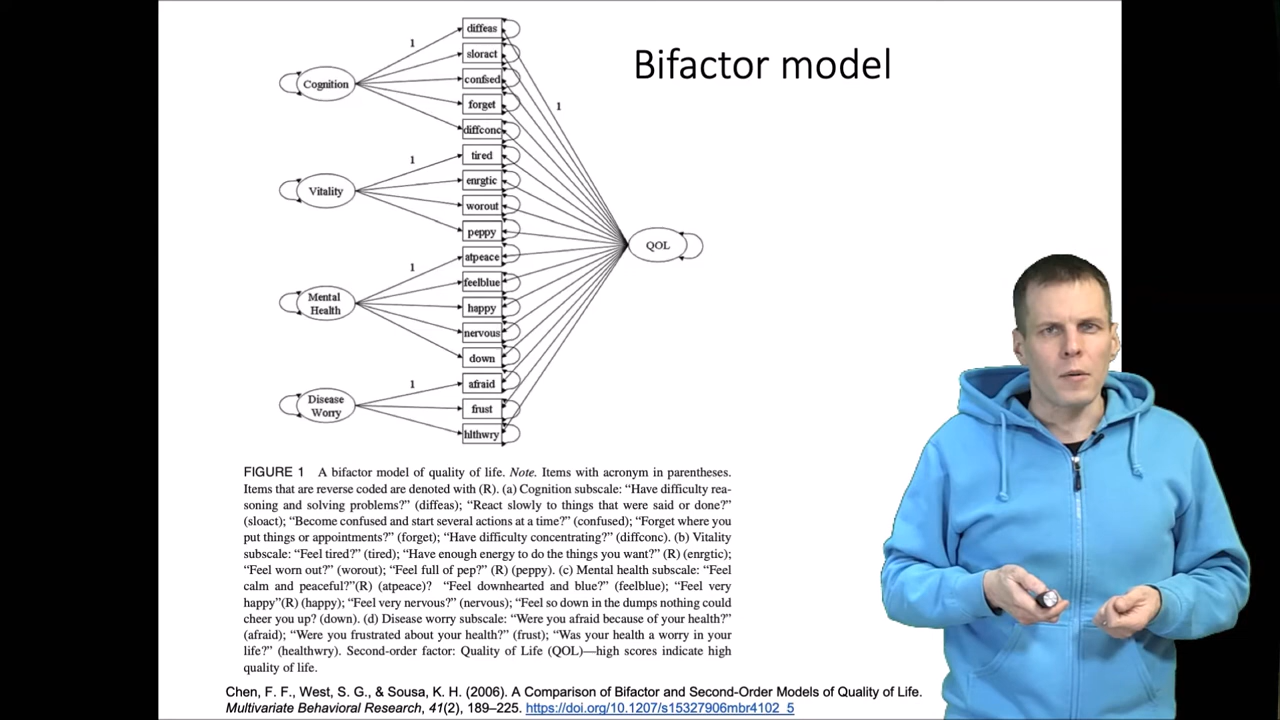 Bifactor model
diffeas
1
sloract
Cognition
confsed
forget
1
diffconc
1
tired
Vitality
enrgtic
worout
peppy
QOL
1
atpeace
feelblue
Mental
Health
happy
nervous
down
1
afraid
Disease
Worry
frust
hlthwry
FIGURE 1 A bifactor model of quality of life. Note. Items with acronym in parentheses.
Items that are reverse coded are denoted with (R). (a) Cognition subscale: “Have difficulty rea-
soning and solving problems?” (diffeas); “React slowly to things that were said or done?”
(sloact); “Become confused and start several actions at a time?” (confused); “Forget where you
put things or appointments?” (forget); “Have difficulty concentrating?” (diffconc). (b) Vitality
subscale: “Feel tired?” (tired); “Have enough energy to do the things you want?” (R) (enrgtic);
“Feel worn out?” (worout); “Feel full of pep?” (R) (peppy). (c) Mental health subscale: “Feel
calm and peaceful?”(R) (atpeace)? “Feel downhearted and blue?” (feelblue); “Feel very
happy”(R) (happy); “Feel very nervous?” (nervous); “Feel so down in the dumps nothing could
cheer you up? (down). (d) Disease worry subscale: “Were you afraid because of your health?”
(afraid); “Were you frustrated about your health?” (frust); “Was your health a worry in your
life?” (healthwry). Second-order factor: Quality of Life (QOL)—high scores indicate high
quality of life.
Chen, F. F., West, S. G., & Sousa, K. H. (2006). A Comparison of Bifactor and Second-Order Models of Quality of Life.
Multivariate Behavioral Research, 41(2), 189–225. https://doi.org/10.1207/s15327906mbr4102_5